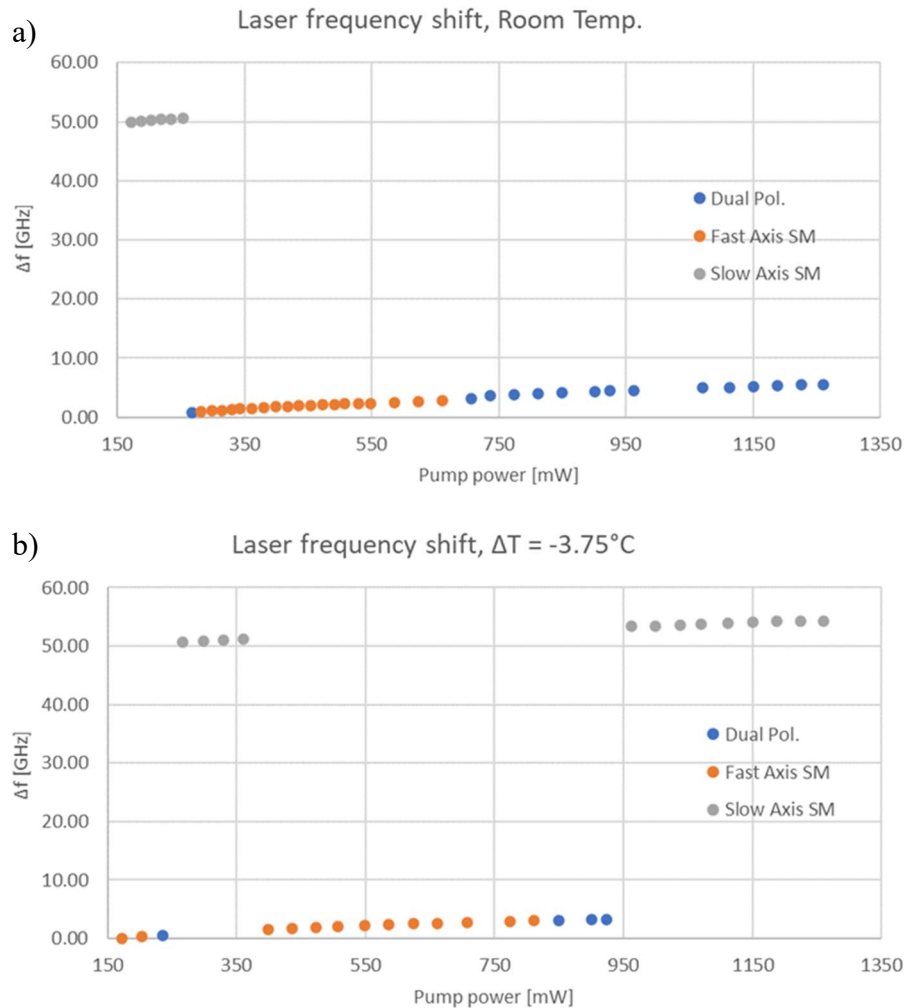 a)
Laser frequency shift, Room Temp.
60.00
50.00
40.00
30.00
20.00
10.00
0.00
Δf [GHz]
Dual Pol.
Fast Axis SM
Slow Axis SM
150 350 550 750 950 1150 1350
Pump power [mW]
b)
Laser frequency shift, ΔT = -3.75°C
60.00
50.00
40.00
30.00
20.00
10.00
0.00
Δf [GHz]
Dual Pol.
Fast Axis SM
Slow Axis SM
150 350 550 750 950 1150 1350
Pump power [mW]